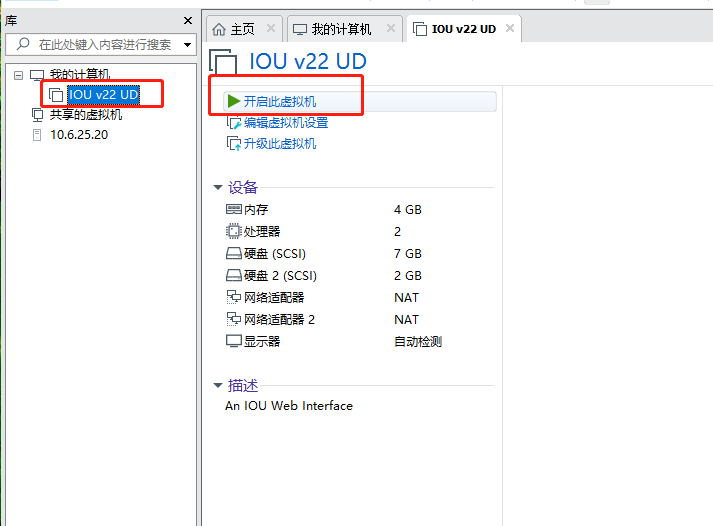 库
在此处键入内容进行搜索
我的计算机
IOU v22 UD
共享的虚拟机
10.6.25.20
主页
我的计算机
IOU v22 UD
IOU v22 UD
开启此虚拟机
编辑虚拟机设置
升级此虚拟机
设备
内存 4 GB
处理器 2
硬盘 (SCSI) 7 GB
硬盘 2 (SCSI) 2 GB
网络适配器 NAT
网络适配器 2 NAT
显示器 自动检测
描述
An IOU Web Interface